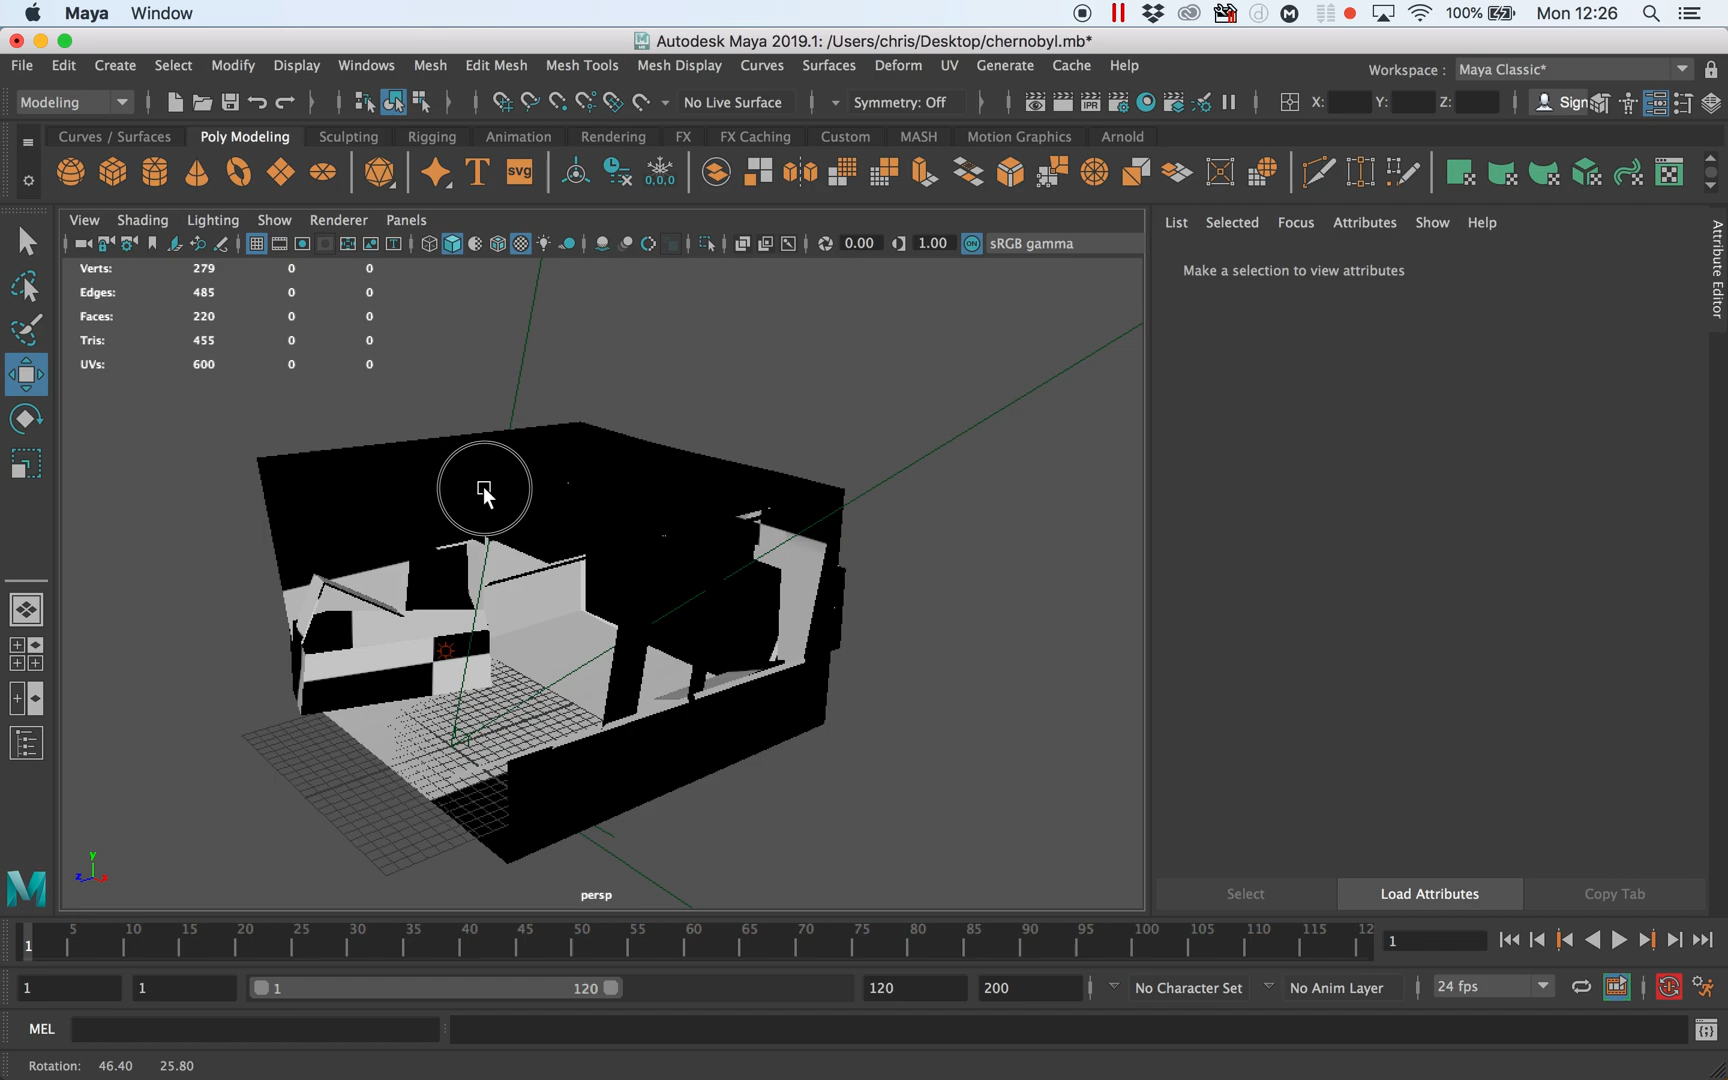 Maya Window
100% Mon 12:26
Autodesk Maya 2019.1: /Users/chris/Desktop/chernobyl.mb*
File Edit Create Select Modify Display Windows Mesh Edit Mesh Mesh Tools Mesh Display Curves Surfaces Deform UV Generate Cache Help
Workspace : Maya Classic*
Modeling No Live Surface Symmetry: Off X: Y: Z: Sign
Curves / Surfaces Poly Modeling Sculpting Rigging Animation Rendering FX FX Caching Custom MASH Motion Graphics Arnold
IPR
T svg 0,0,0
View Shading Lighting Show Renderer Panels
List Selected Focus Attributes Show Help
0.00 1.00 ON sRGB gamma
Attribute Editor
Make a selection to view attributes
Verts: 279 0 0
Edges: 485 0 0
Faces: 220 0 0
Tris: 455 0 0
UVs: 600 0 0
y
z x
persp
Select Load Attributes Copy Tab
1 5 10 15 20 25 30 35 40 45 50 55 60 65 70 75 80 85 90 95 100 105 110 115 12
1
1 1 1 120 120 200 No Character Set No Anim Layer 24 fps
MEL
Rotation: 46.40 25.80